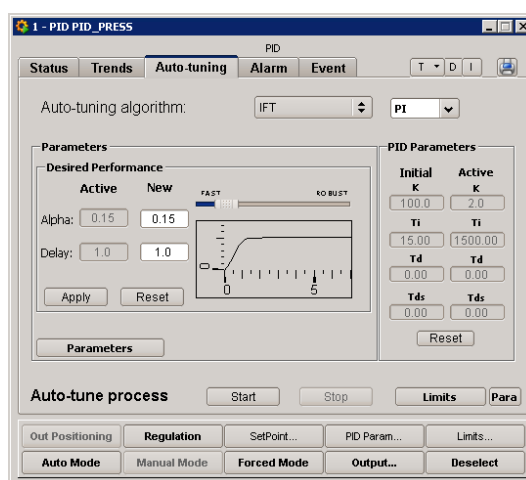 1 - PID PID_PRESS
PID
Status Trends Auto-tuning Alarm Event T D I
Auto-tuning algorithm: IFT PI
Parameters
PID Parameters
Desired Performance
Initial Active
Active New FAST ROBUST
K K
100.0 2.0
Alpha: 0.15 0.15
Ti Ti
15.00 1500.00
Delay: 1.0 1.0
Td Td
0.00 0.00
0
0 5
Apply Reset
Tds Tds
0.00 0.00
Reset
Parameters
Auto-tune process Start Stop Limits Para
Out Positioning Regulation SetPoint... PID Param... Limits...
Auto Mode Manual Mode Forced Mode Output... Deselect